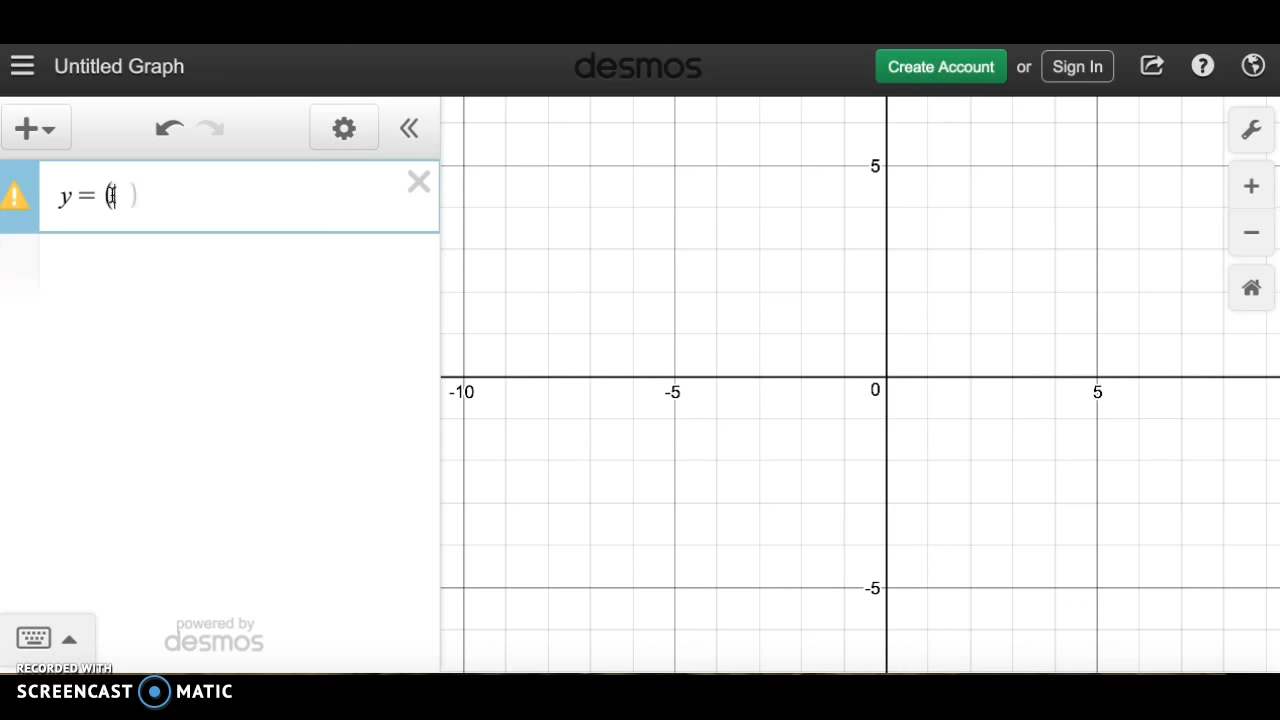 Untitled Graph
desmos
Create Account or Sign In
y = ( )
5
-10 -5 0 5
-5
powered by
desmos
RECORDED WITH
SCREENCAST MATIC